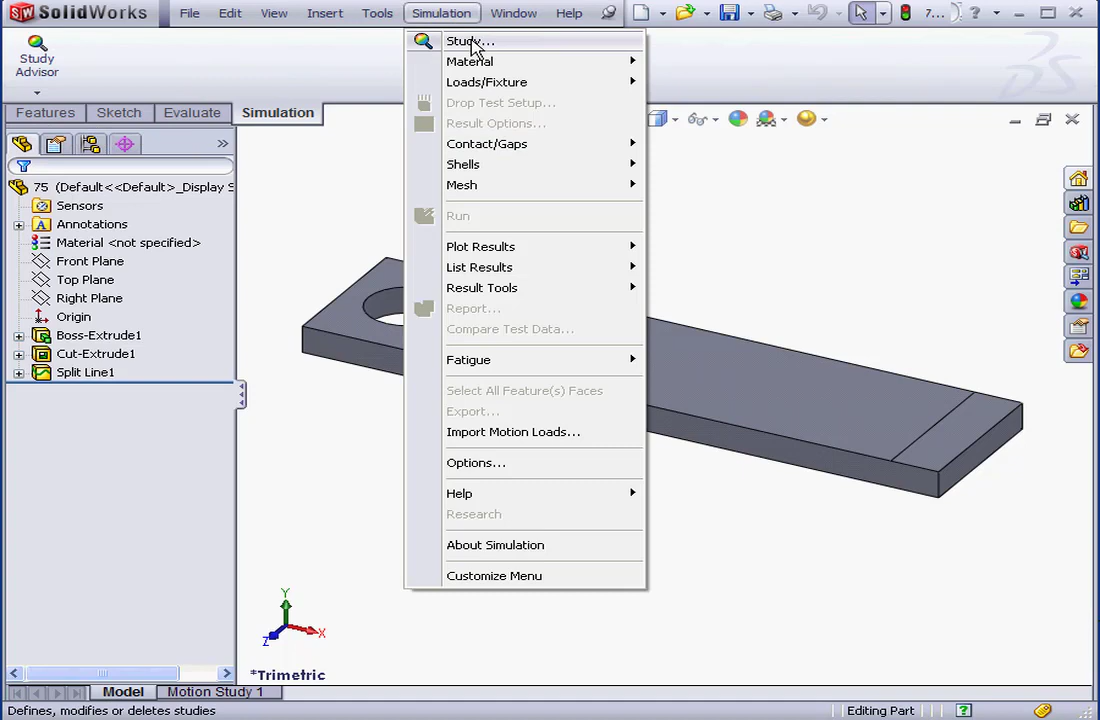 SolidWorks File Edit View Insert Tools Simulation Window Help 7... ?
Study Advisor
Features Sketch Evaluate Simulation
75 (Default<<Default>_Display S
Sensors
Annotations
Material <not specified>
Front Plane
Top Plane
Right Plane
Origin
Boss-Extrude1
Cut-Extrude1
Split Line1
Study...
Material
Loads/Fixture
Drop Test Setup...
Result Options...
Contact/Gaps
Shells
Mesh
Run
Plot Results
List Results
Result Tools
Report...
Compare Test Data...
Fatigue
Select All Feature(s) Faces
Export...
Import Motion Loads...
Options...
Help
Research
About Simulation
Customize Menu
Y
X
Z
*Trimetric
Model Motion Study 1
Defines, modifies or deletes studies Editing Part ?